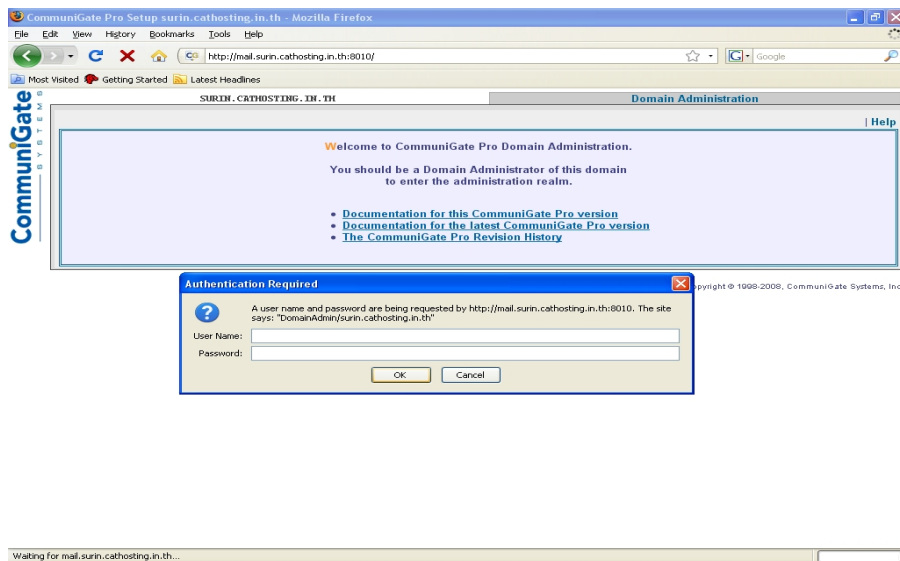 CommuniGate Pro Setup surin.cathosting.in.th - Mozilla Firefox
File Edit View History Bookmarks Tools Help
http://mail.surin.cathosting.in.th:8010/
Google
Most Visited Getting Started Latest Headlines
CommuniGate
SYSTEMS
SURIN.CATHOSTING.IN.TH
Domain Administration
| Help
Welcome to CommuniGate Pro Domain Administration.
You should be a Domain Administrator of this domain
to enter the administration realm.
• Documentation for this CommuniGate Pro version
• Documentation for the latest CommuniGate Pro version
• The CommuniGate Pro Revision History
opyright © 1998-2008, CommuniGate Systems, Inc
Authentication Required
A user name and password are being requested by http://mail.surin.cathosting.in.th:8010. The site
says: "DomainAdmin/surin.cathosting.in.th"
User Name:
Password:
OK
Cancel
Waiting for mail.surin.cathosting.in.th...